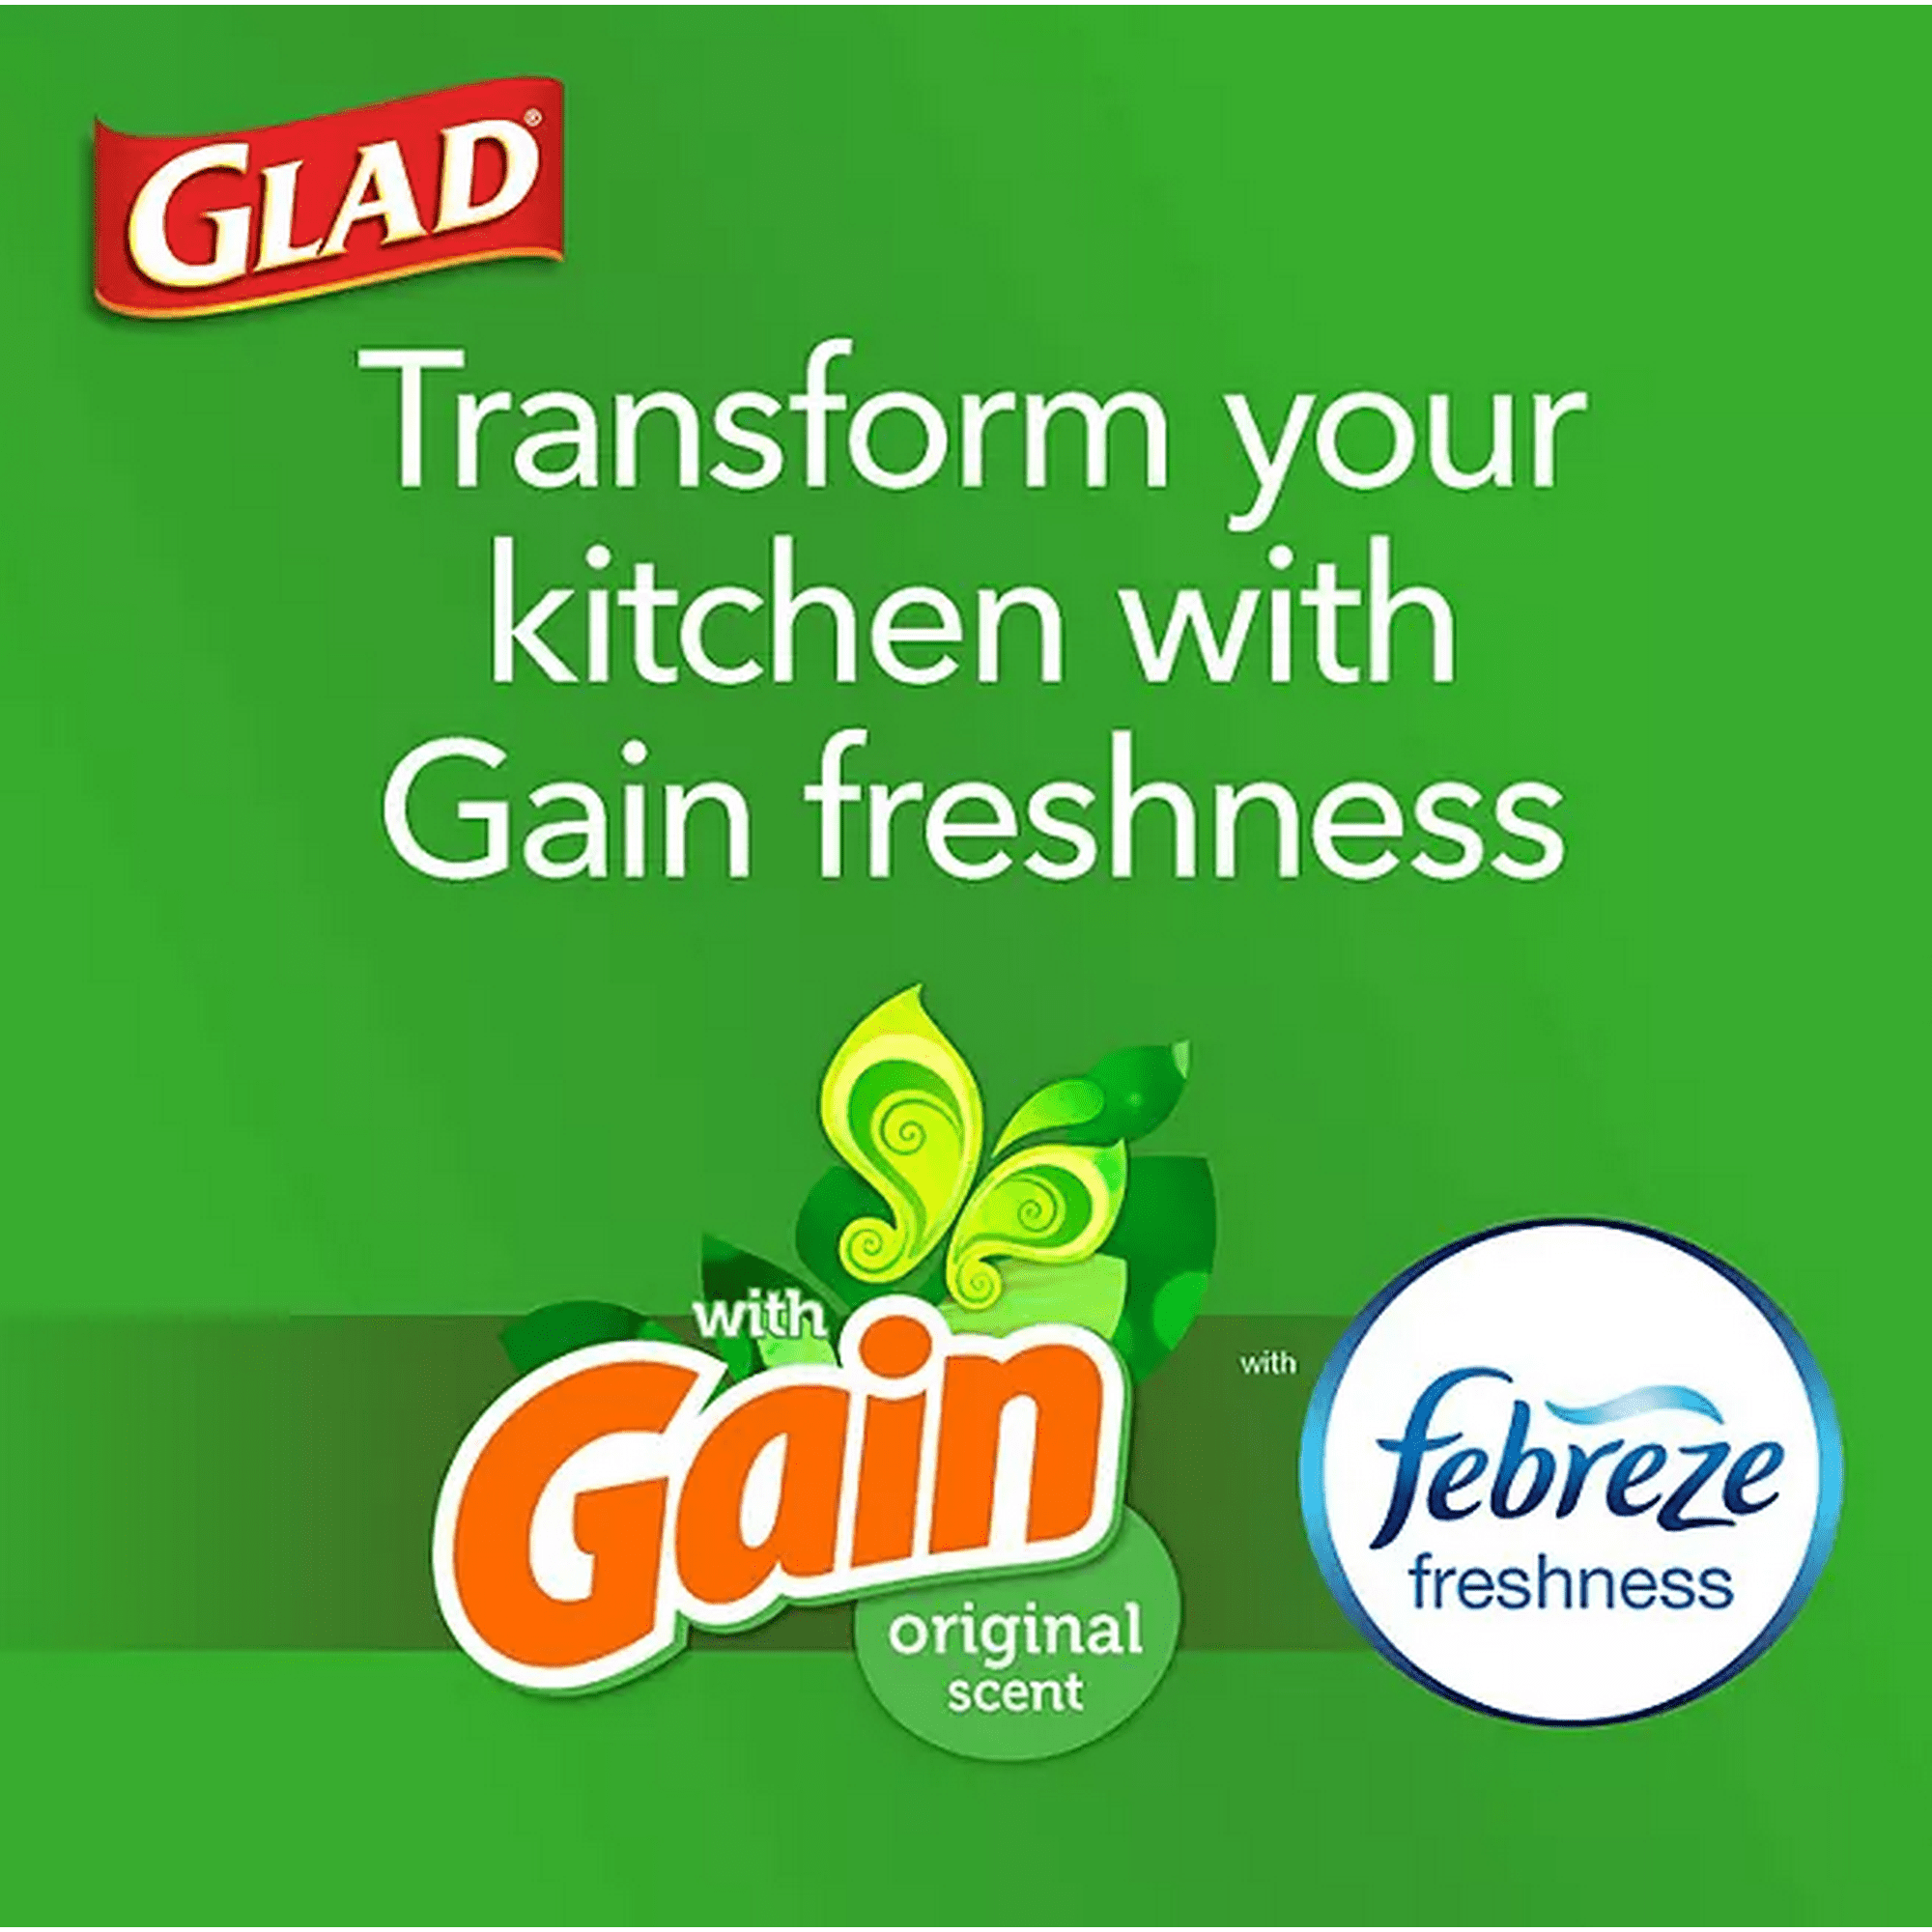 GLAD®
Transform your
kitchen with
Gain freshness
with
Gain
original
scent
with
febreze
freshness